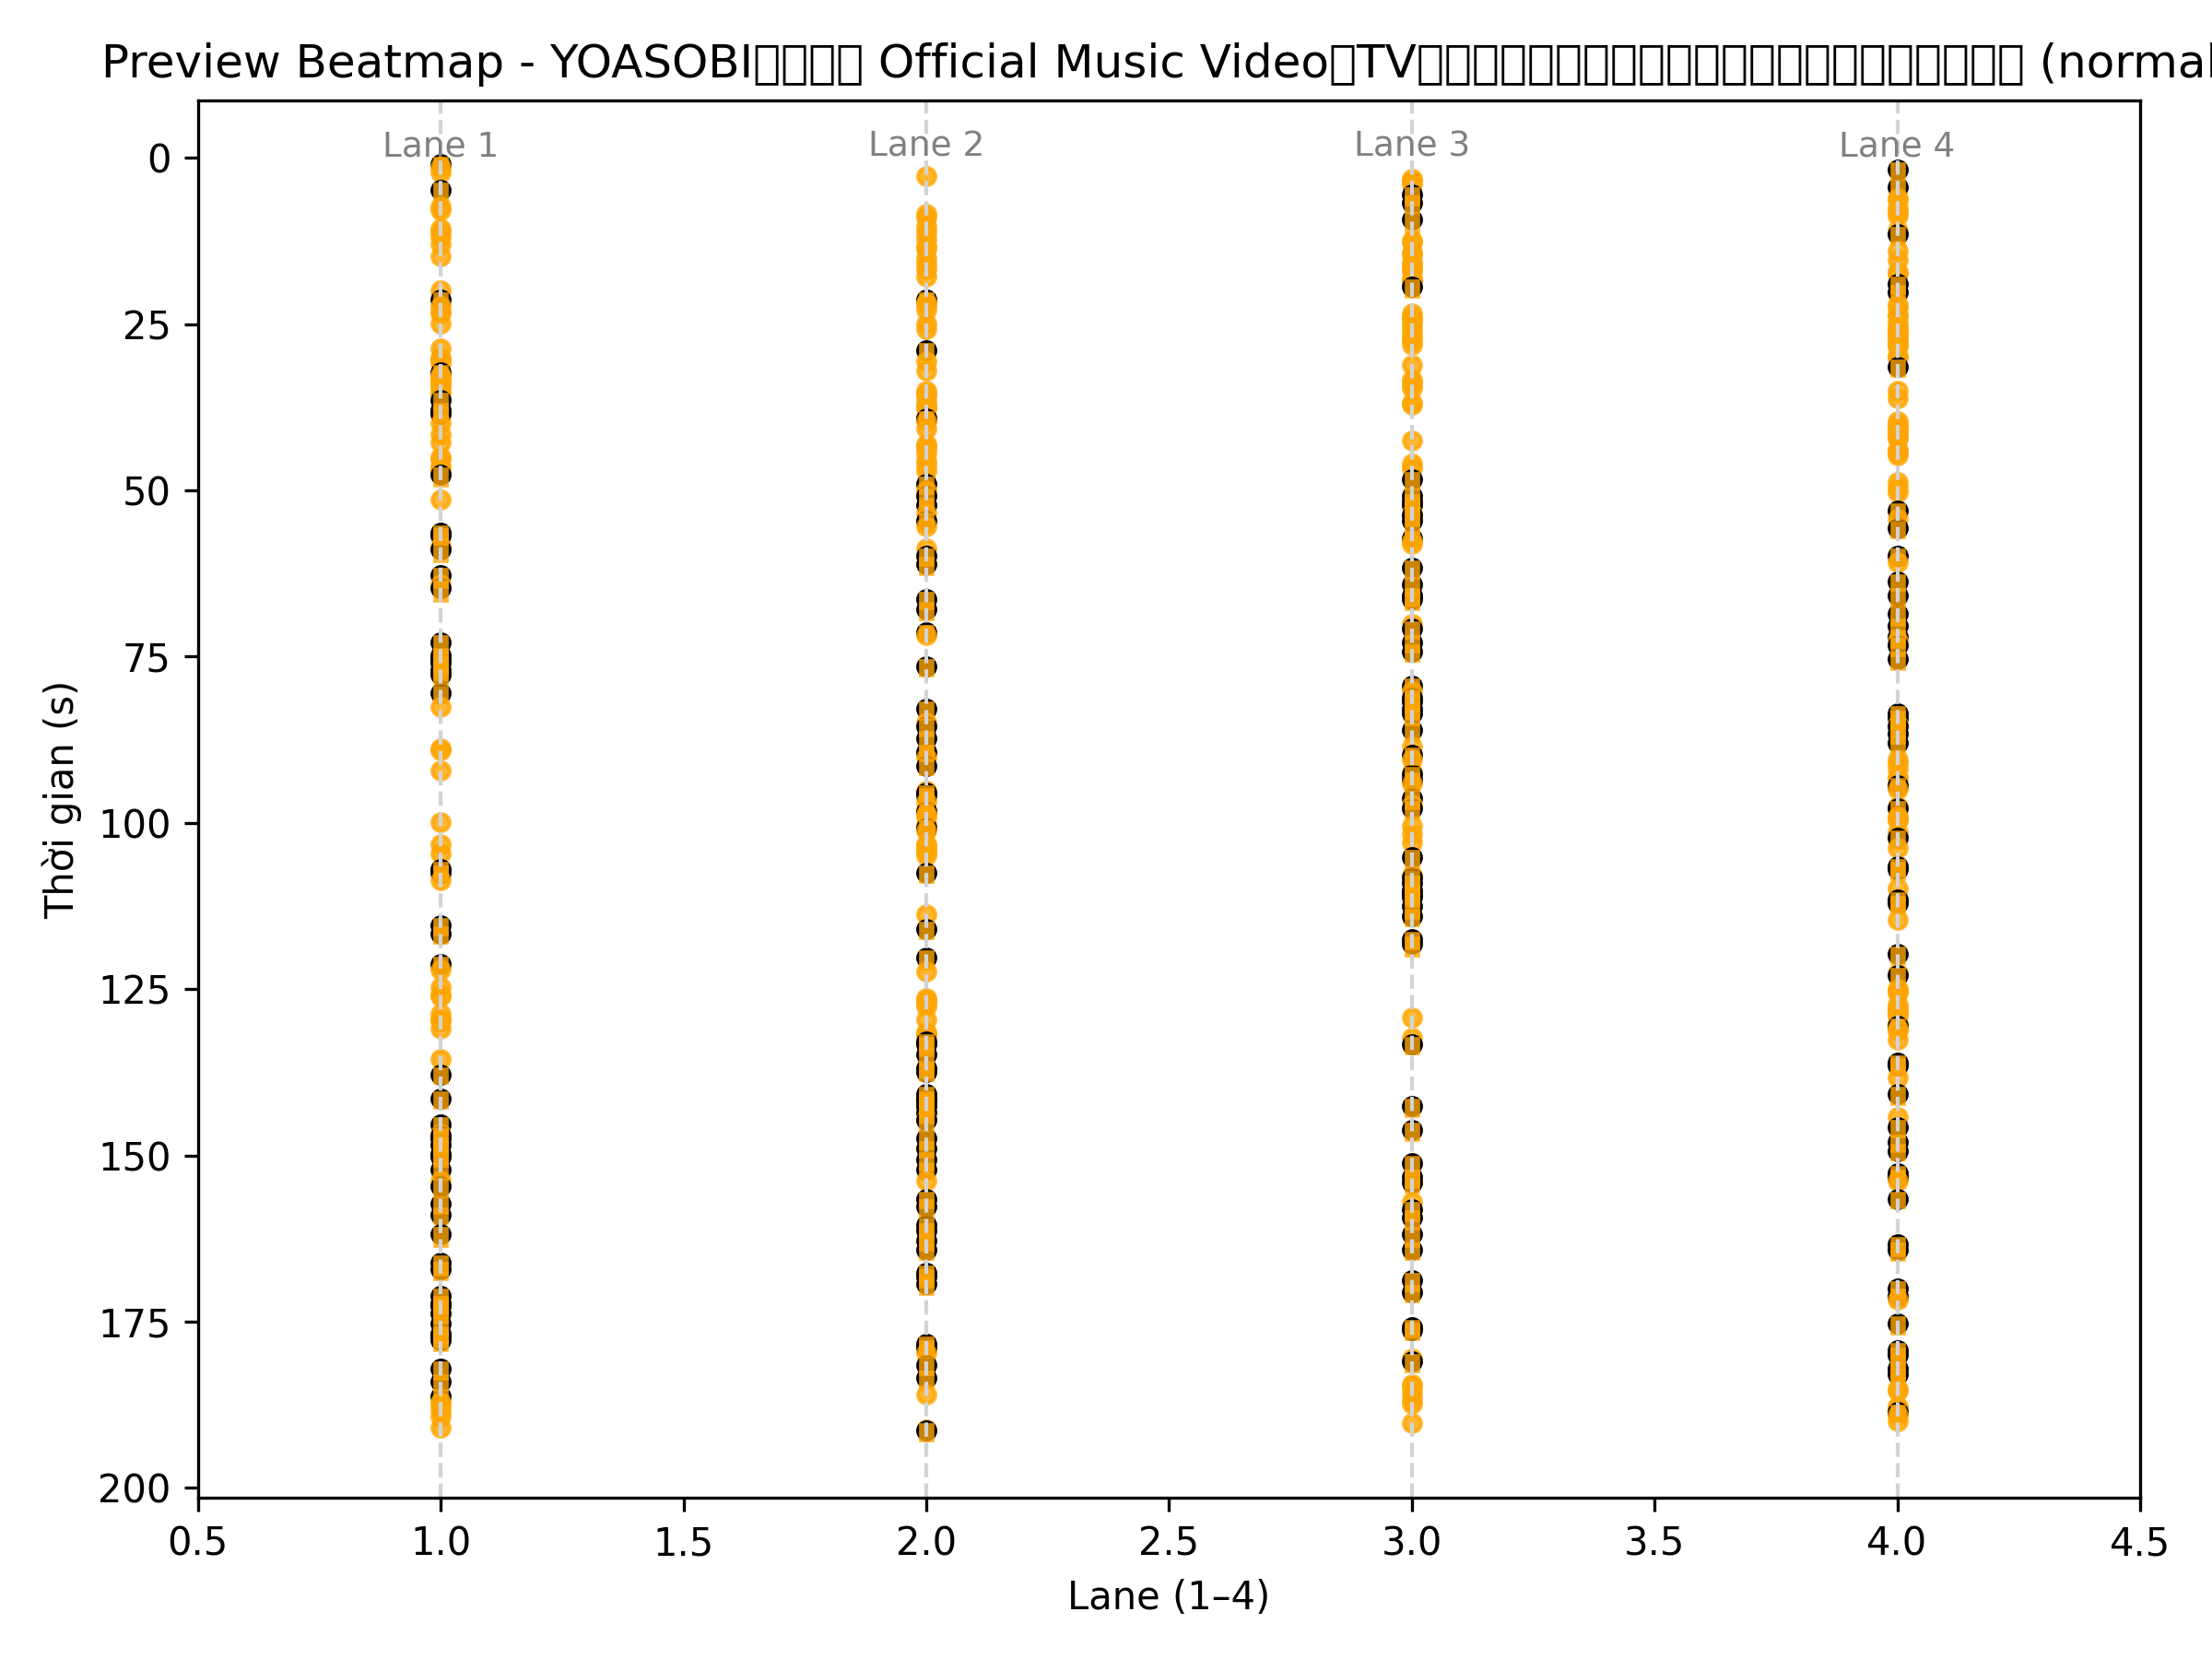 Preview Beatmap - YOASOBI□□□□ Official Music Video□TV□□□□□□□□□□□□□□□□□□□□□□ (normal
Lane 1
Lane 2
Lane 3
Lane 4
0
25
50
75
100
125
150
175
200
Thời gian (s)
0.5
1.0
1.5
2.0
2.5
3.0
3.5
4.0
4.5
Lane (1–4)